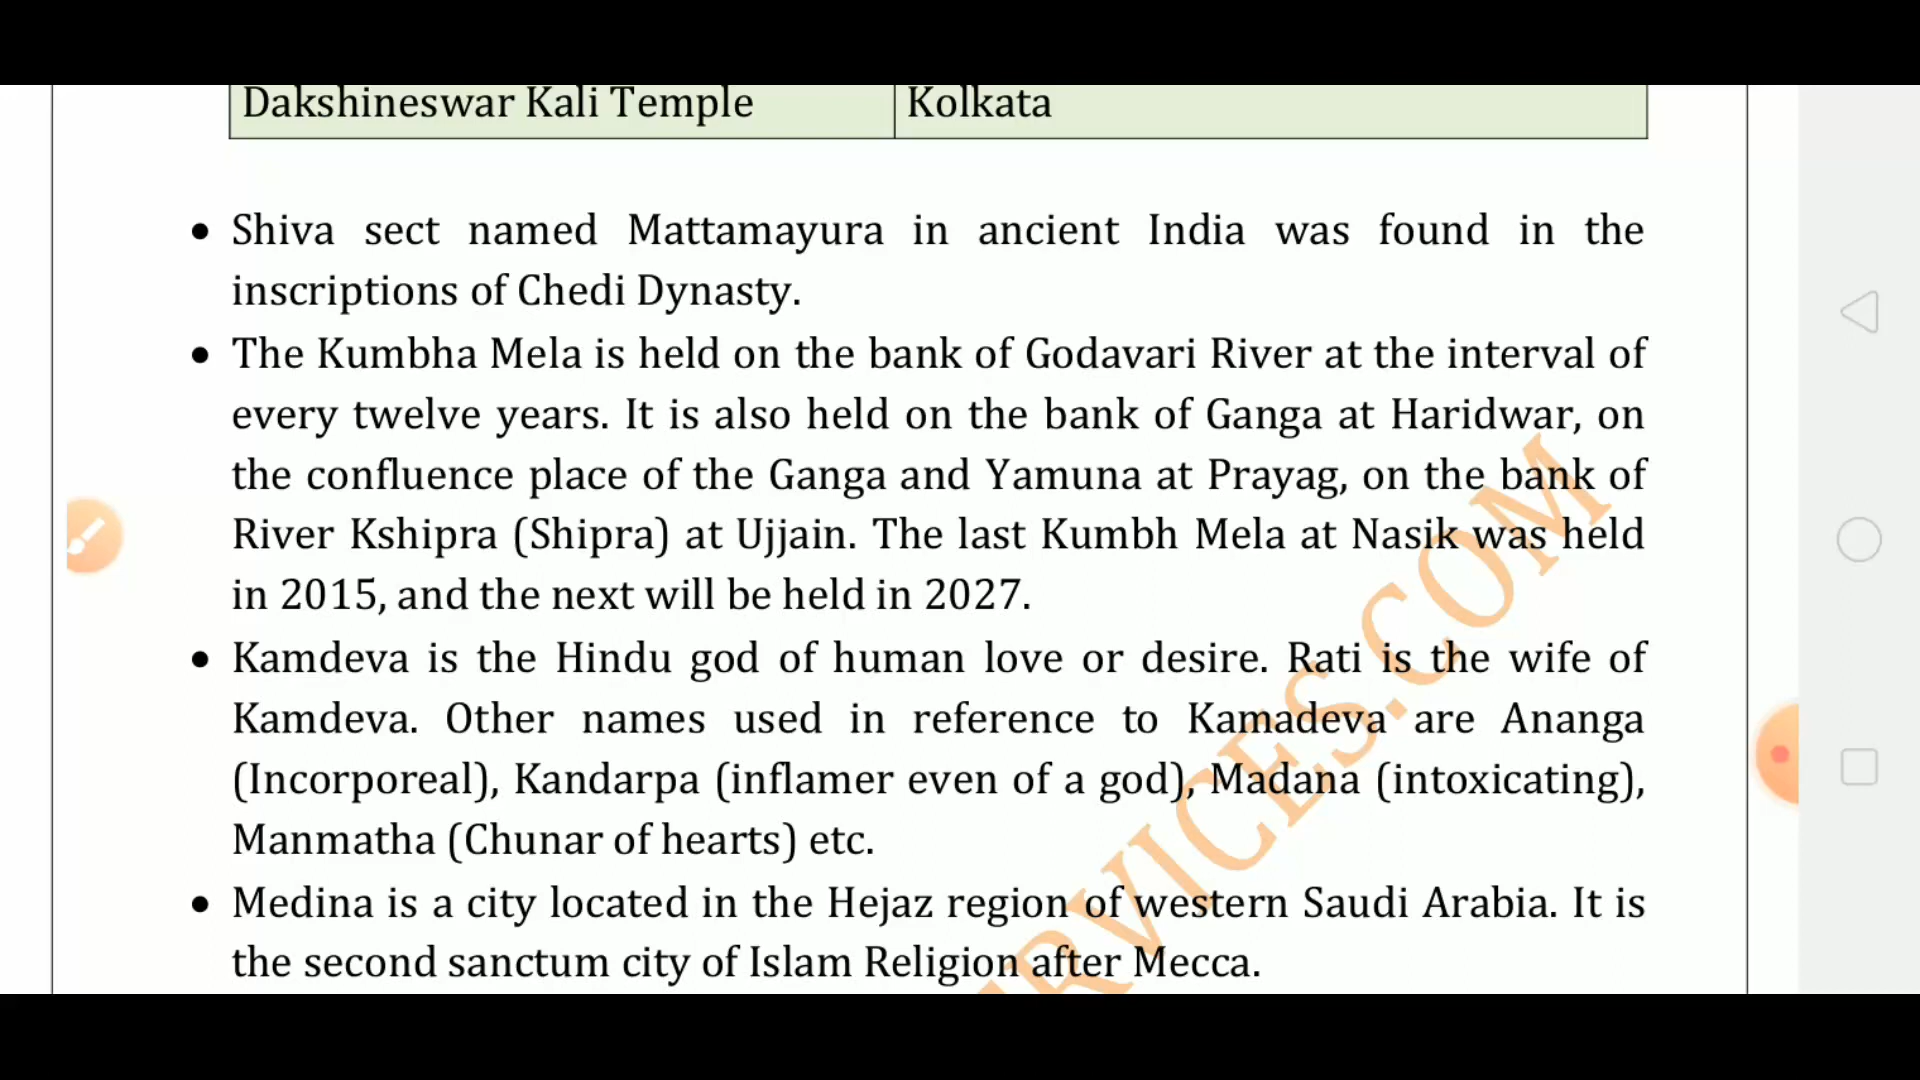 Dakshineswar Kali Temple Kolkata
• Shiva sect named Mattamayura in ancient India was found in the
inscriptions of Chedi Dynasty.
• The Kumbha Mela is held on the bank of Godavari River at the interval of
every twelve years. It is also held on the bank of Ganga at Haridwar, on
the confluence place of the Ganga and Yamuna at Prayag, on the bank of
River Kshipra (Shipra) at Ujjain. The last Kumbh Mela at Nasik was held
in 2015, and the next will be held in 2027.
• Kamdeva is the Hindu god of human love or desire. Rati is the wife of
Kamdeva. Other names used in reference to Kamadeva are Ananga
(Incorporeal), Kandarpa (inflamer even of a god), Madana (intoxicating),
Manmatha (Chunar of hearts) etc.
• Medina is a city located in the Hejaz region of western Saudi Arabia. It is
the second sanctum city of Islam Religion after Mecca.
RVICES.COM